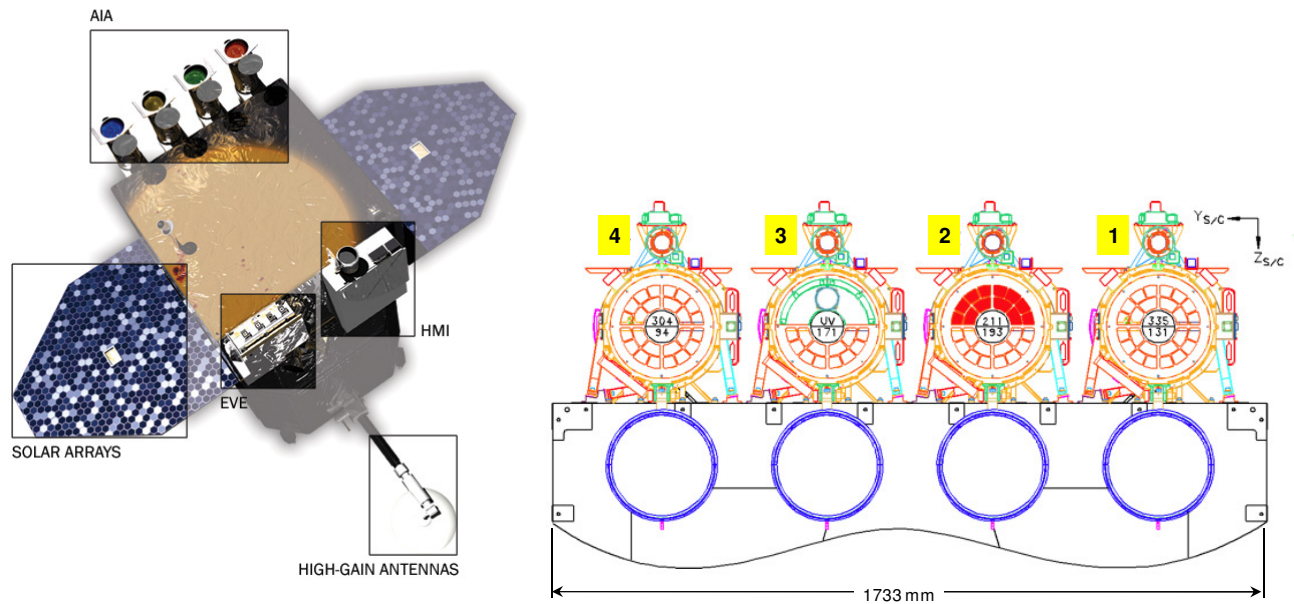 AIA
HMI
EVE
SOLAR ARRAYS
HIGH-GAIN ANTENNAS
4
3
2
1
Y S/C
Z S/C
304
94
UV
171
211
193
335
131
1733 mm